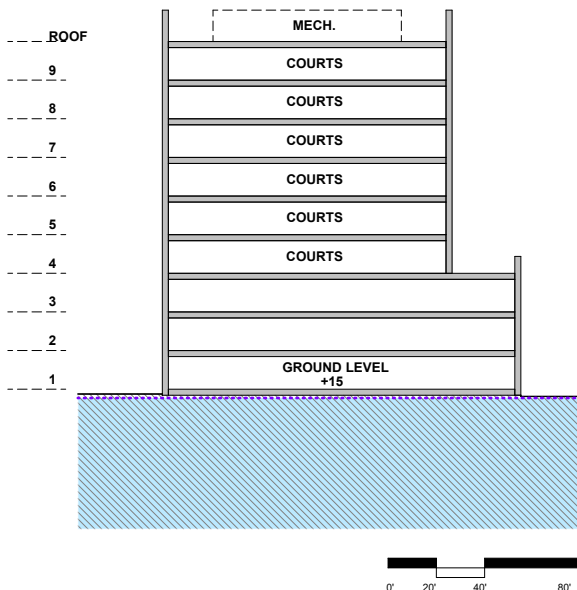 MECH.
ROOF
COURTS
9
COURTS
8
COURTS
7
COURTS
6
COURTS
5
COURTS
4
3
2
GROUND LEVEL
+15
1
0' 20' 40' 80'